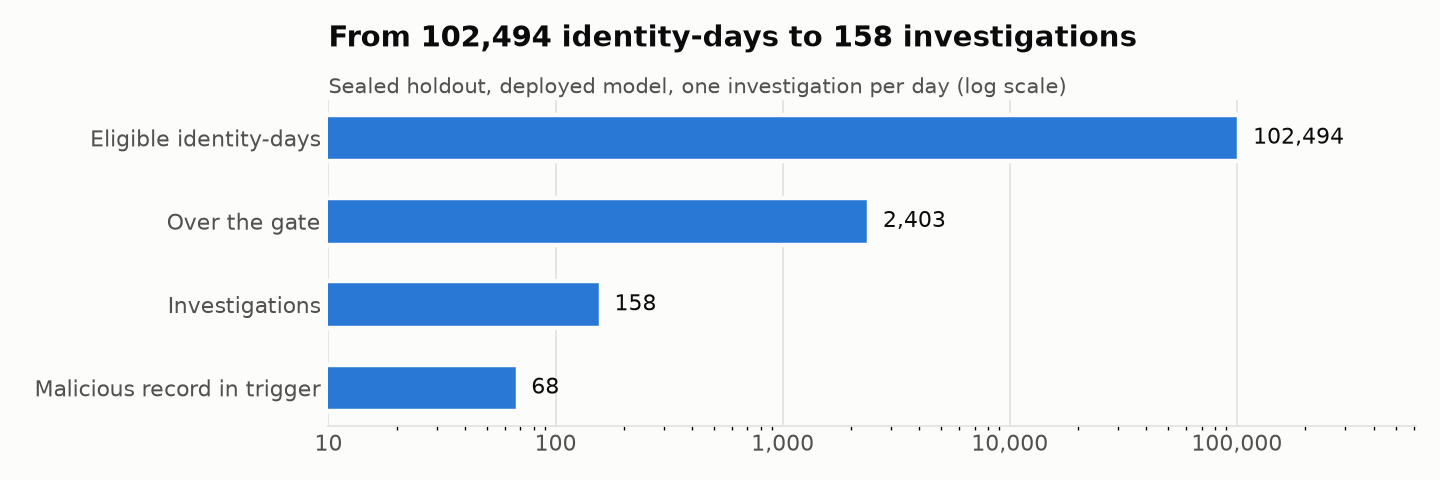 From 102,494 identity-days to 158 investigations
Sealed holdout, deployed model, one investigation per day (log scale)
Eligible identity-days
102,494
Over the gate
2,403
Investigations
158
Malicious record in trigger
68
10
100
1,000
10,000
100,000